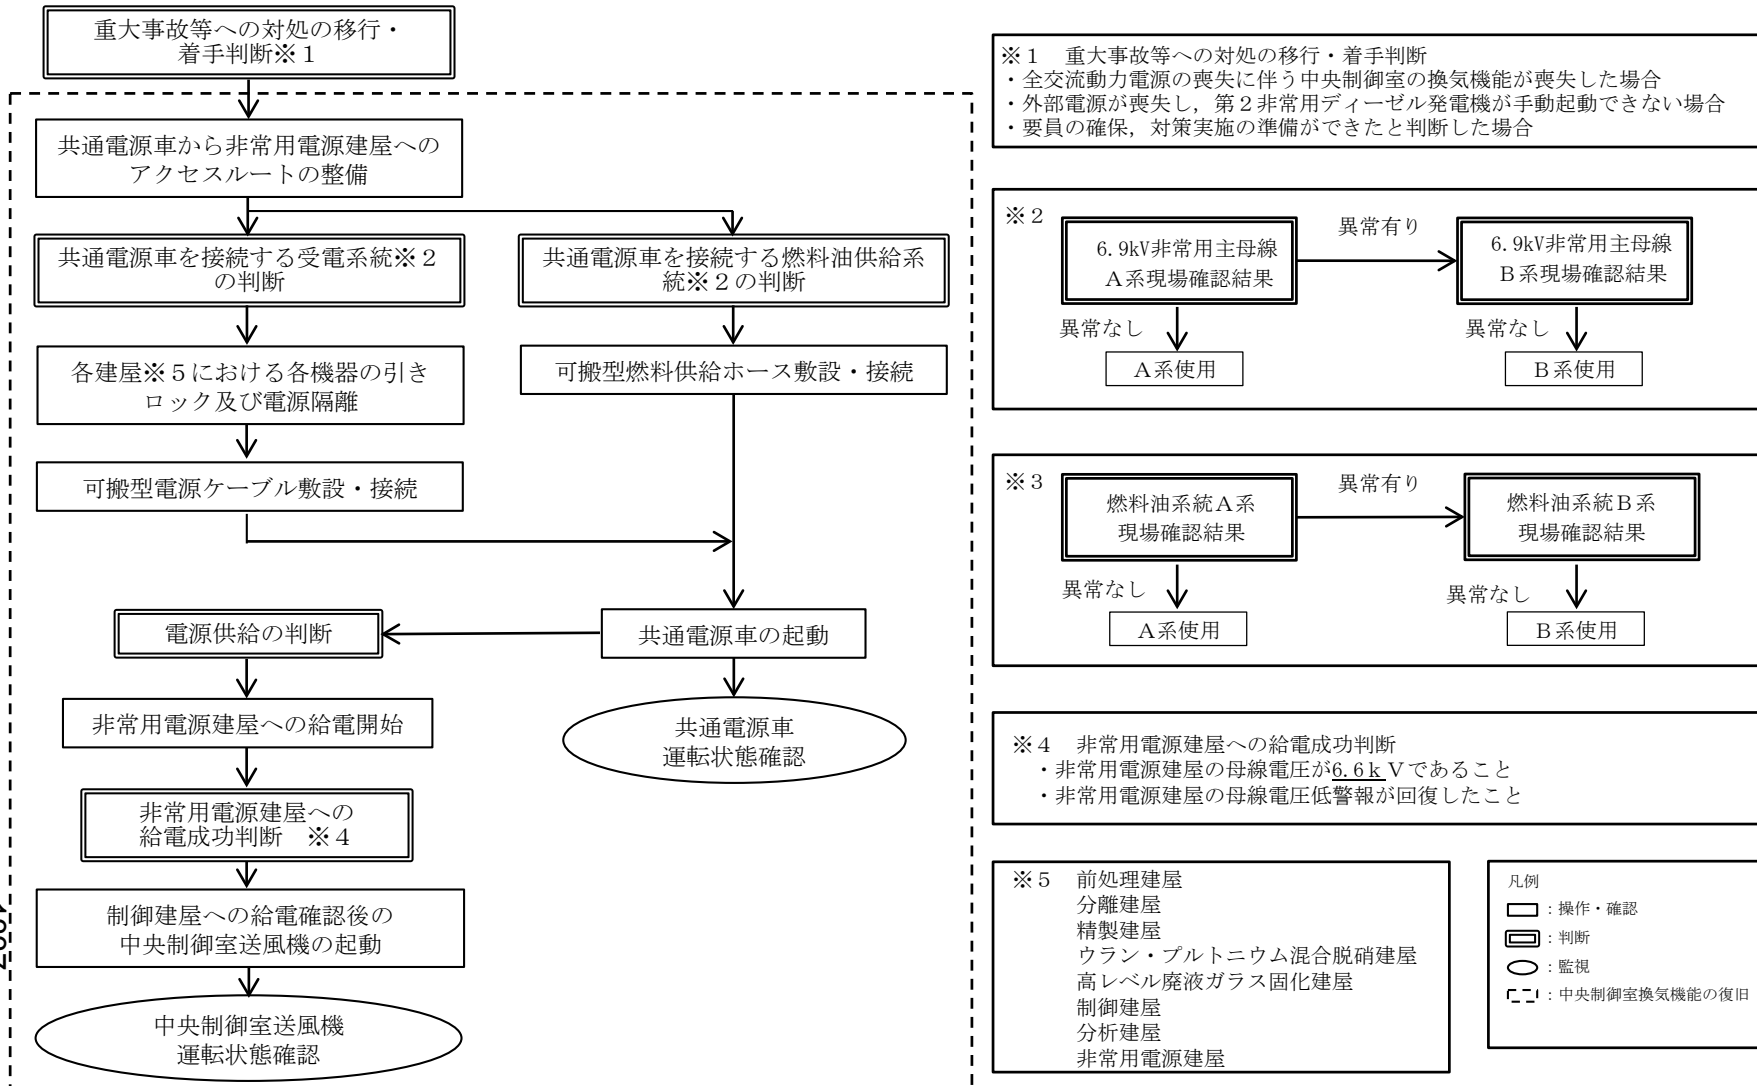 重大事故等への対処の移行・
着手判断※１
共通電源車から非常用電源建屋への
アクセスルートの整備
共通電源車を接続する受電系統※２
の判断
共通電源車を接続する燃料油供給系
統※２の判断
各建屋※５における各機器の引き
ロック及び電源隔離
可搬型燃料供給ホース敷設・接続
可搬型電源ケーブル敷設・接続
電源供給の判断
共通電源車の起動
非常用電源建屋への給電開始
共通電源車
運転状態確認
非常用電源建屋への
給電成功判断　※４
制御建屋への給電確認後の
中央制御室送風機の起動
中央制御室送風機
運転状態確認
※１　重大事故等への対処の移行・着手判断
・全交流動力電源の喪失に伴う中央制御室の換気機能が喪失した場合
・外部電源が喪失し，第２非常用ディーゼル発電機が手動起動できない場合
・要員の確保，対策実施の準備ができたと判断した場合
※２
6.9kV非常用主母線
Ａ系現場確認結果
異常有り
6.9kV非常用主母線
Ｂ系現場確認結果
異常なし
異常なし
Ａ系使用
Ｂ系使用
※３
燃料油系統Ａ系
現場確認結果
異常有り
燃料油系統Ｂ系
現場確認結果
異常なし
異常なし
Ａ系使用
Ｂ系使用
※４　非常用電源建屋への給電成功判断
・非常用電源建屋の母線電圧が6.6ｋＶであること
・非常用電源建屋の母線電圧低警報が回復したこと
※５　前処理建屋
分離建屋
精製建屋
ウラン・プルトニウム混合脱硝建屋
高レベル廃液ガラス固化建屋
制御建屋
分析建屋
非常用電源建屋
凡例
：操作・確認
：判断
：監視
：中央制御室換気機能の復旧